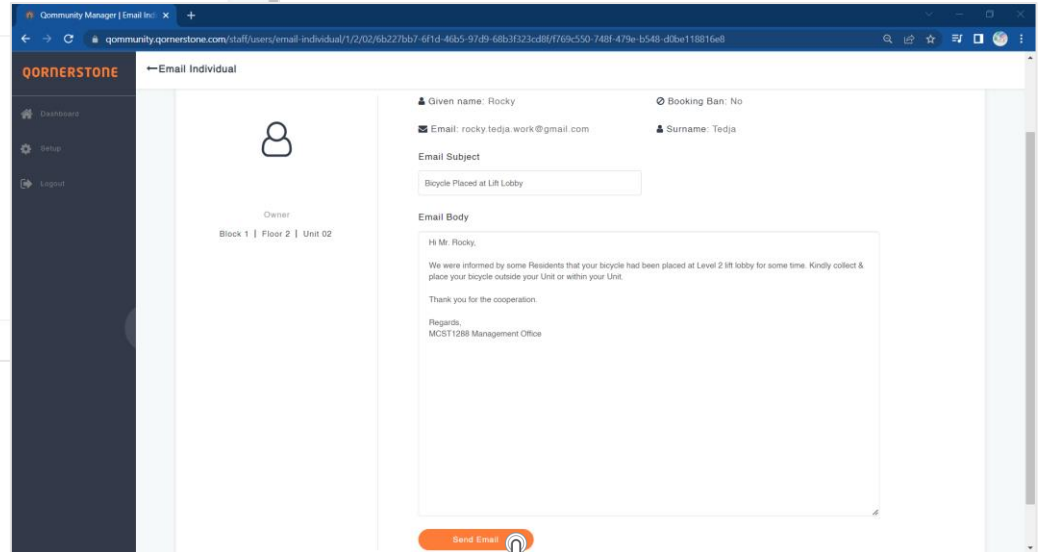 Qommunity Manager | Email Indi
qommunity.qornerstone.com/staff/users/email-individual/1/2/02/6b227bb7-6f1d-46b5-97d9-68b3f323cd8f/f769c550-748f-479e-b548-d0be118816e8
QORNERSTONE
Email Individual
Dashboard
Setup
Logout
Given name: Rocky
Booking Ban: No
Email: rocky.tedja.work@gmail.com
Surname: Tedja
Owner
Block 1 | Floor 2 | Unit 02
Email Subject
Bicycle Placed at Lift Lobby
Email Body
Hi Mr. Rocky,
We were informed by some Residents that your bicycle had been placed at Level 2 lift lobby for some time. Kindly collect &
place your bicycle outside your Unit or within your Unit.
Thank you for the cooperation.
Regards,
MCST1288 Management Office
Send Email